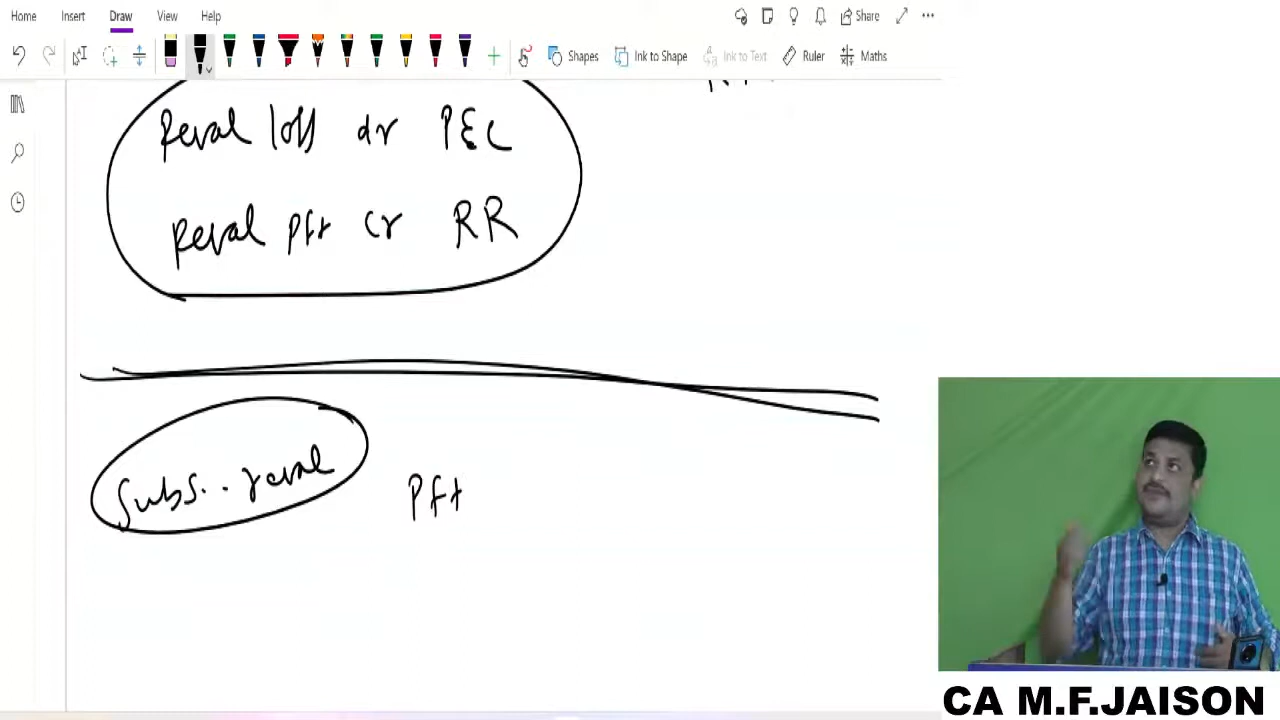 Home Insert Draw View Help Share
Shapes Ink to Shape Ink to Text Ruler Maths
Reval loss dr PEL
Reval pft cr RR
Subs.. reval Pft
CA M.F.JAISON